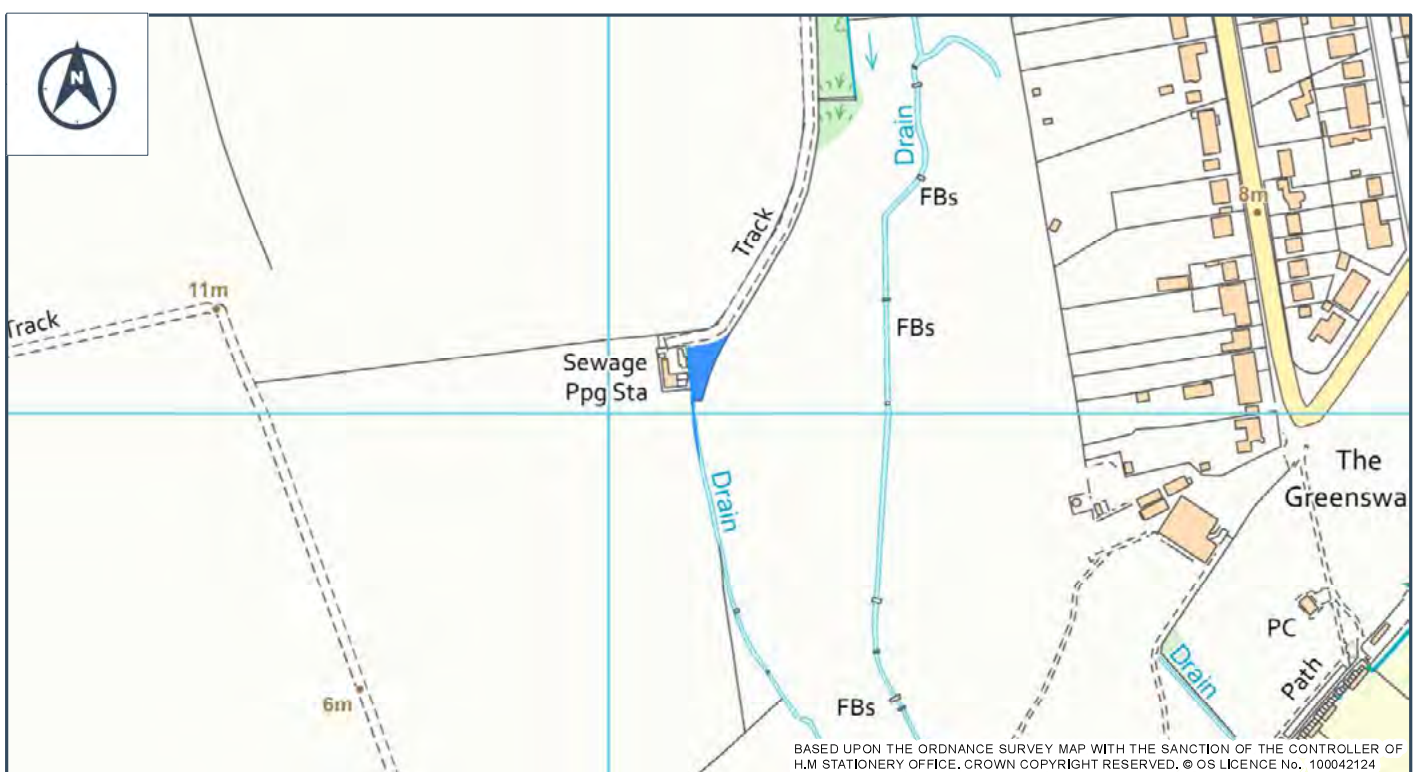 N
Drain
FBs
8m
Track
11m
Track
FBs
Sewage
Ppg Sta
The
Greenswa
Drain
PC
Drain
Path
6m
FBs
BASED UPON THE ORDNANCE SURVEY MAP WITH THE SANCTION OF THE CONTROLLER OF
H.M STATIONERY OFFICE. CROWN COPYRIGHT RESERVED. © OS LICENCE No. 100042124